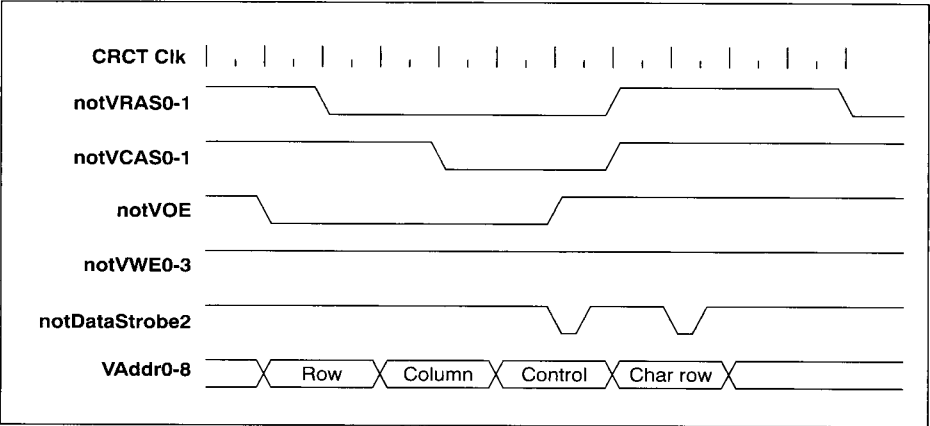 CRCT Clk
notVRAS0-1
notVCAS0-1
notVOE
notVWE0-3
notDataStrobe2
VAddr0-8 Row Column Control Char row